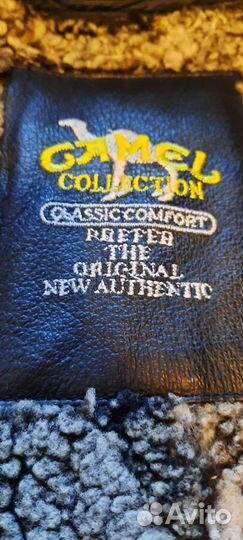 CAMEL
COLLECTION
CLASSIC COMFORT
PREFER
THE
ORIGINAL
NEW AUTHENTIC
Avito